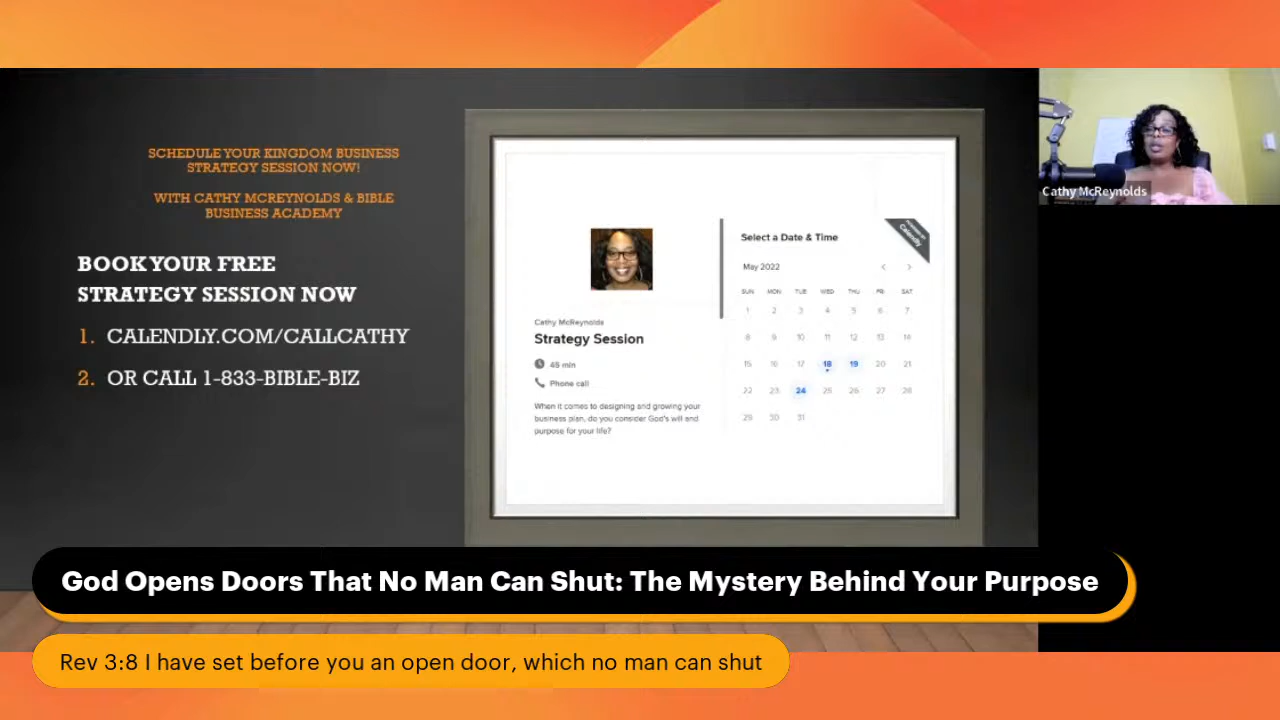 SCHEDULE YOUR KINGDOM BUSINESS
STRATEGY SESSION NOW!
WITH CATHY MCREYNOLDS & BIBLE
BUSINESS ACADEMY
BOOK YOUR FREE
STRATEGY SESSION NOW
1. CALENDLY.COM/CALLCATHY
2. OR CALL 1-833-BIBLE-BIZ
Cathy McReynolds
Strategy Session
45 min
Phone call
When it comes to designing and growing your
business plan, do you consider God's will and
purpose for your life?
Select a Date & Time
Calendly
May 2022
SUN MON TUE WED THU FRI SAT
1 2 3 4 5 6 7
8 9 10 11 12 13 14
15 16 17 18 19 20 21
22 23 24 25 26 27 28
29 30 31
Cathy McReynolds
God Opens Doors That No Man Can Shut: The Mystery Behind Your Purpose
Rev 3:8 I have set before you an open door, which no man can shut